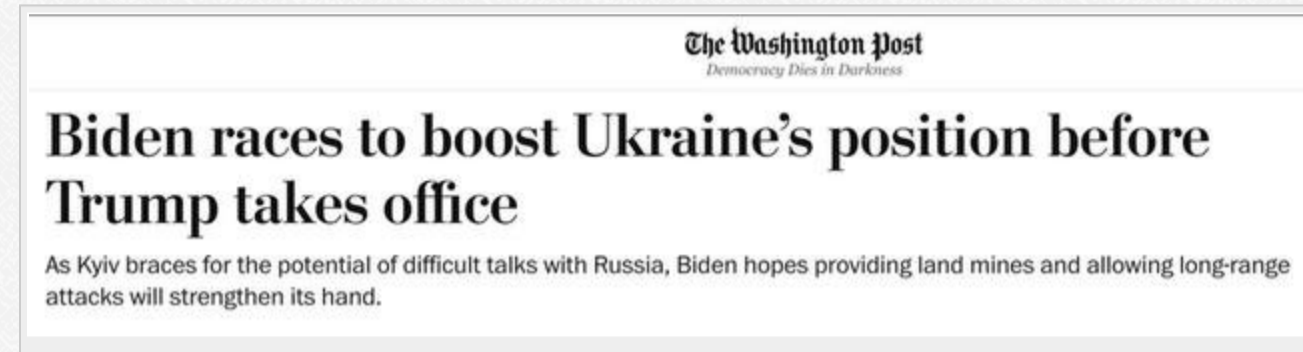 The Washington Post
Democracy Dies in Darkness
Biden races to boost Ukraine’s position before
Trump takes office
As Kyiv braces for the potential of difficult talks with Russia, Biden hopes providing land mines and allowing long-range
attacks will strengthen its hand.